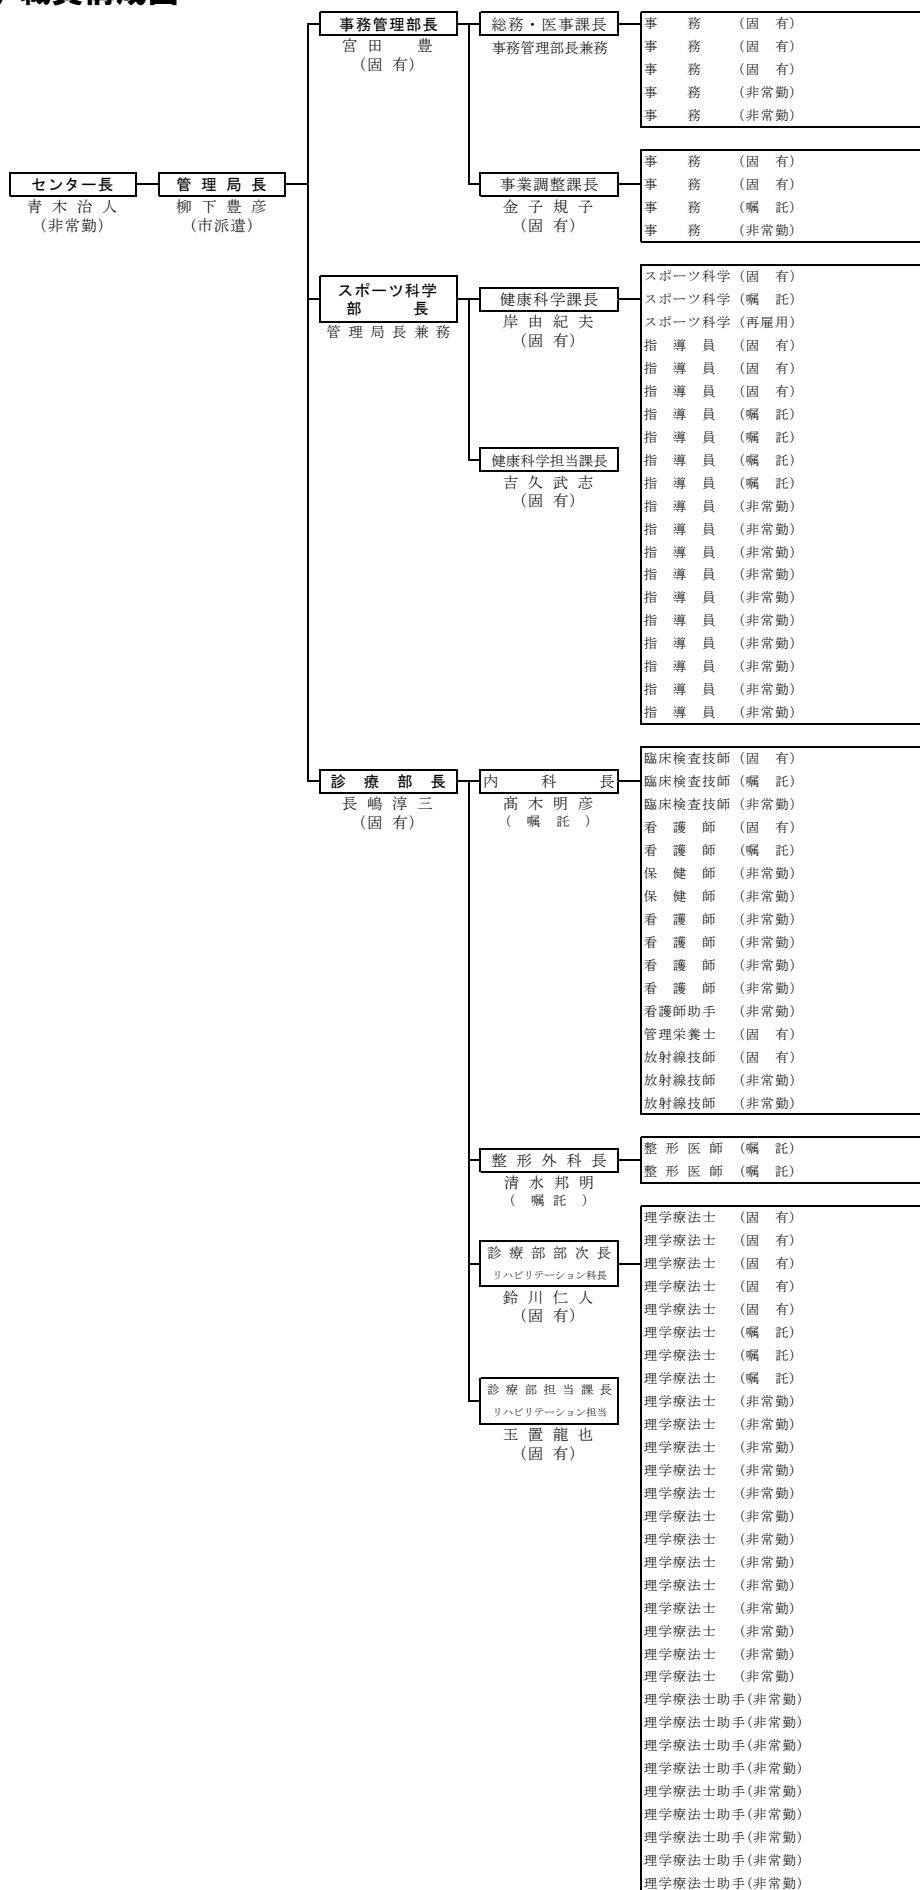 職員構成図
センター長
青木治人
(非常勤)
管理局長
柳下豊彦
(市派遣)
事務管理部長
宮田 豊
(固有)
総務・医事課長
事務管理部長兼務
事務 (固有)
事務 (固有)
事務 (固有)
事務 (非常勤)
事務 (非常勤)
事業調整課長
金子規子
(固有)
事務 (固有)
事務 (固有)
事務 (嘱託)
事務 (非常勤)
スポーツ科学
部長
管理局長兼務
健康科学課長
岸由紀夫
(固有)
健康科学担当課長
吉久武志
(固有)
スポーツ科学 (固有)
スポーツ科学 (嘱託)
スポーツ科学 (再雇用)
指導員 (固有)
指導員 (固有)
指導員 (固有)
指導員 (嘱託)
指導員 (嘱託)
指導員 (嘱託)
指導員 (嘱託)
指導員 (非常勤)
指導員 (非常勤)
指導員 (非常勤)
指導員 (非常勤)
指導員 (非常勤)
指導員 (非常勤)
指導員 (非常勤)
指導員 (非常勤)
指導員 (非常勤)
指導員 (非常勤)
診療部長
長嶋淳三
(固有)
内科長
髙木明彦
(嘱託)
臨床検査技師 (固有)
臨床検査技師 (嘱託)
臨床検査技師 (非常勤)
看護師 (固有)
看護師 (嘱託)
保健師 (非常勤)
保健師 (非常勤)
看護師 (非常勤)
看護師 (非常勤)
看護師 (非常勤)
看護師 (非常勤)
看護師助手 (非常勤)
管理栄養士 (固有)
放射線技師 (固有)
放射線技師 (非常勤)
放射線技師 (非常勤)
整形外科長
清水邦明
(嘱託)
整形医師 (嘱託)
整形医師 (嘱託)
診療部部次長
リハビリテーション科長
鈴川仁人
(固有)
診療部担当課長
リハビリテーション担当
玉置龍也
(固有)
理学療法士 (固有)
理学療法士 (固有)
理学療法士 (固有)
理学療法士 (固有)
理学療法士 (固有)
理学療法士 (嘱託)
理学療法士 (嘱託)
理学療法士 (嘱託)
理学療法士 (非常勤)
理学療法士 (非常勤)
理学療法士 (非常勤)
理学療法士 (非常勤)
理学療法士 (非常勤)
理学療法士 (非常勤)
理学療法士 (非常勤)
理学療法士 (非常勤)
理学療法士 (非常勤)
理学療法士 (非常勤)
理学療法士 (非常勤)
理学療法士 (非常勤)
理学療法士 (非常勤)
理学療法士助手(非常勤)
理学療法士助手(非常勤)
理学療法士助手(非常勤)
理学療法士助手(非常勤)
理学療法士助手(非常勤)
理学療法士助手(非常勤)
理学療法士助手(非常勤)
理学療法士助手(非常勤)
理学療法士助手(非常勤)